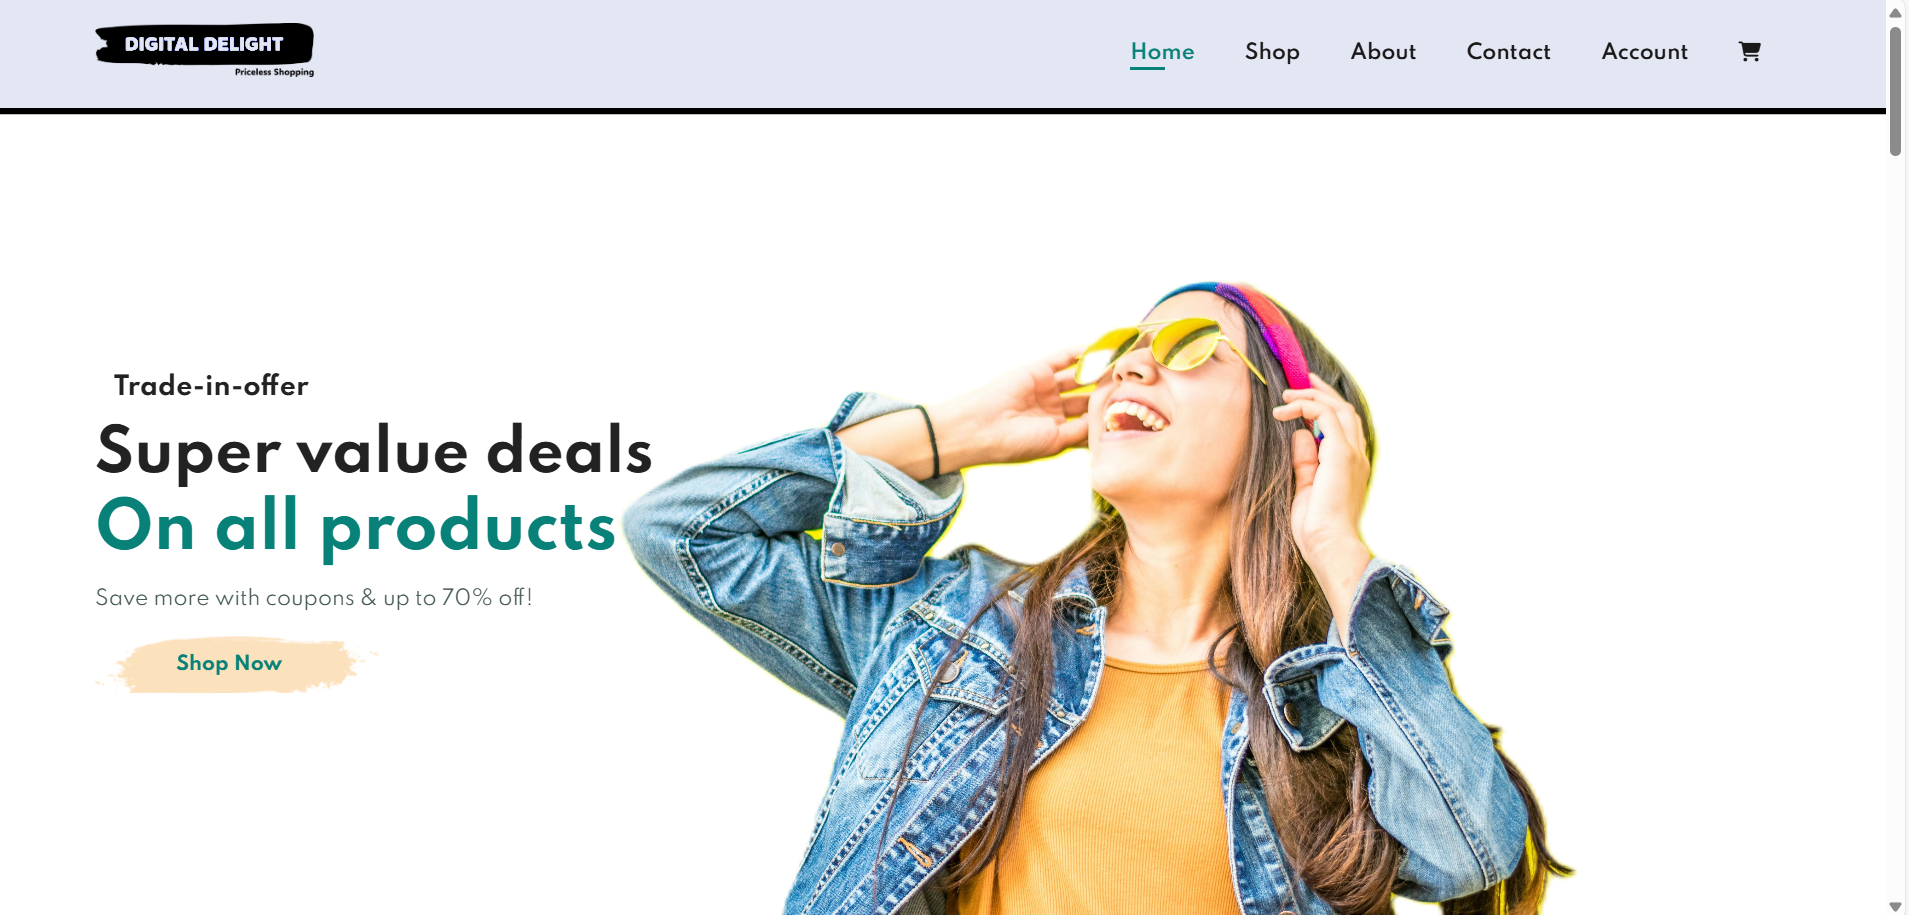 DIGITAL DELIGHT
Priceless Shopping
Home Shop About Contact Account
Trade-in-offer
Super value deals
On all products
Save more with coupons & up to 70% off!
Shop Now